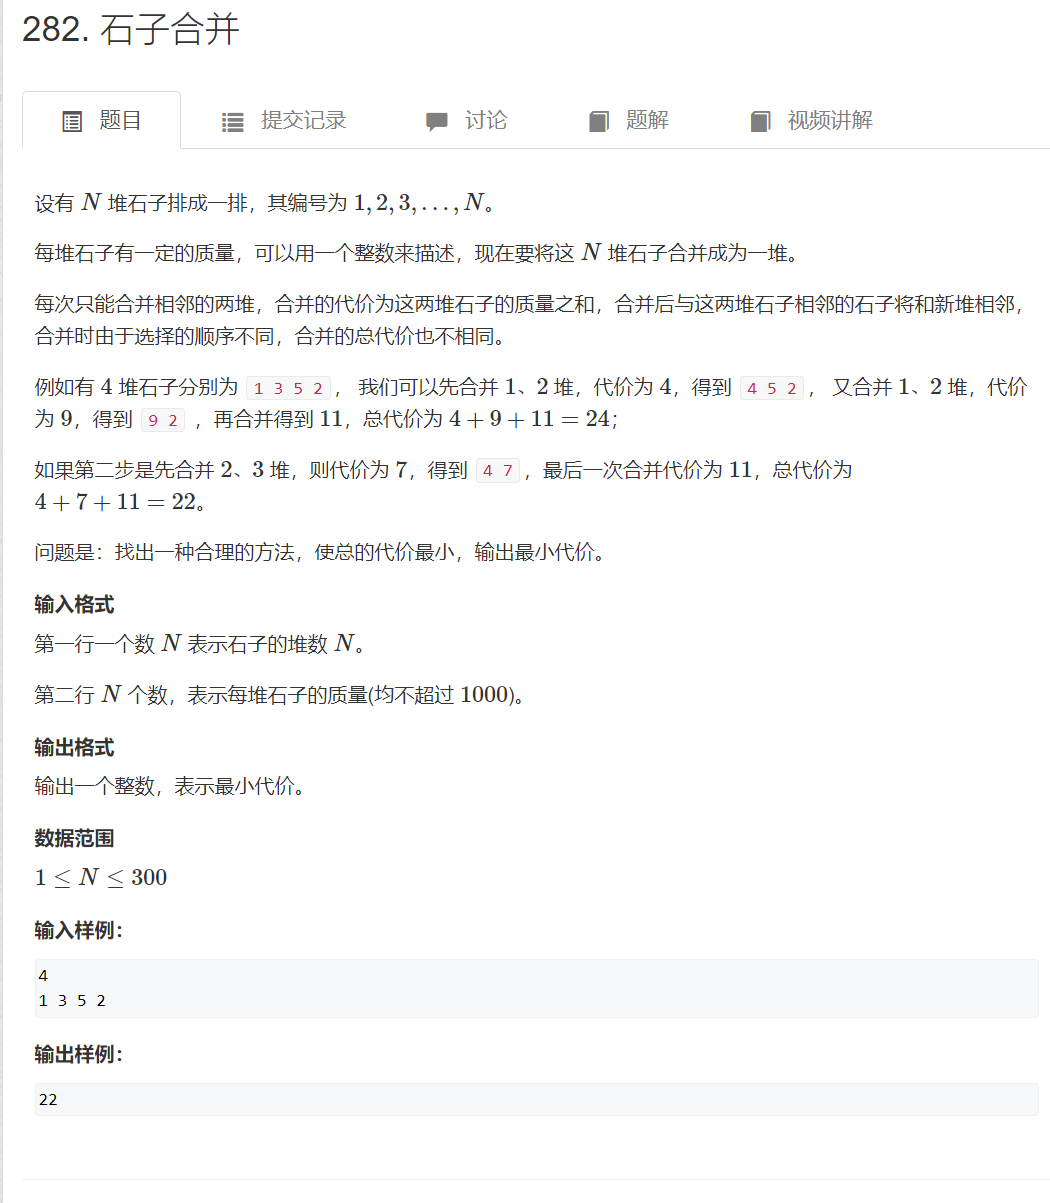 282. 石子合并
题目 提交记录 讨论 题解 视频讲解
设有 N 堆石子排成一排，其编号为 1, 2, 3, . . . , N。
每堆石子有一定的质量，可以用一个整数来描述，现在要将这 N 堆石子合并成为一堆。
每次只能合并相邻的两堆，合并的代价为这两堆石子的质量之和，合并后与这两堆石子相邻的石子将和新堆相邻，
合并时由于选择的顺序不同，合并的总代价也不相同。
例如有 4 堆石子分别为 1 3 5 2 ， 我们可以先合并 1、2 堆，代价为 4，得到 4 5 2 ， 又合并 1、2 堆，代价
为 9，得到 9 2 ，再合并得到 11，总代价为 4 + 9 + 11 = 24；
如果第二步是先合并 2、3 堆，则代价为 7，得到 4 7 ，最后一次合并代价为 11，总代价为
4 + 7 + 11 = 22。
问题是：找出一种合理的方法，使总的代价最小，输出最小代价。
输入格式
第一行一个数 N 表示石子的堆数 N。
第二行 N 个数，表示每堆石子的质量(均不超过 1000)。
输出格式
输出一个整数，表示最小代价。
数据范围
1 ≤ N ≤ 300
输入样例：
4
1 3 5 2
输出样例：
22